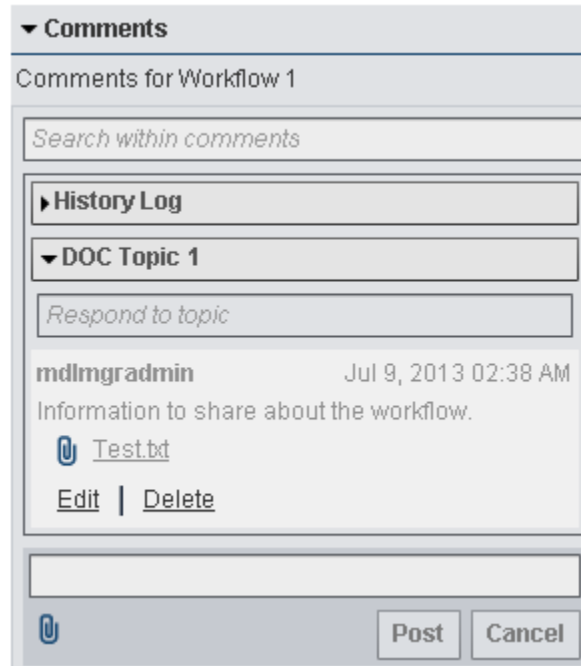 Comments
Comments for Workflow 1
Search within comments
History Log
DOC Topic 1
Respond to topic
mdlmgradmin Jul 9, 2013 02:38 AM
Information to share about the workflow.
Test.txt
Edit | Delete
Post Cancel